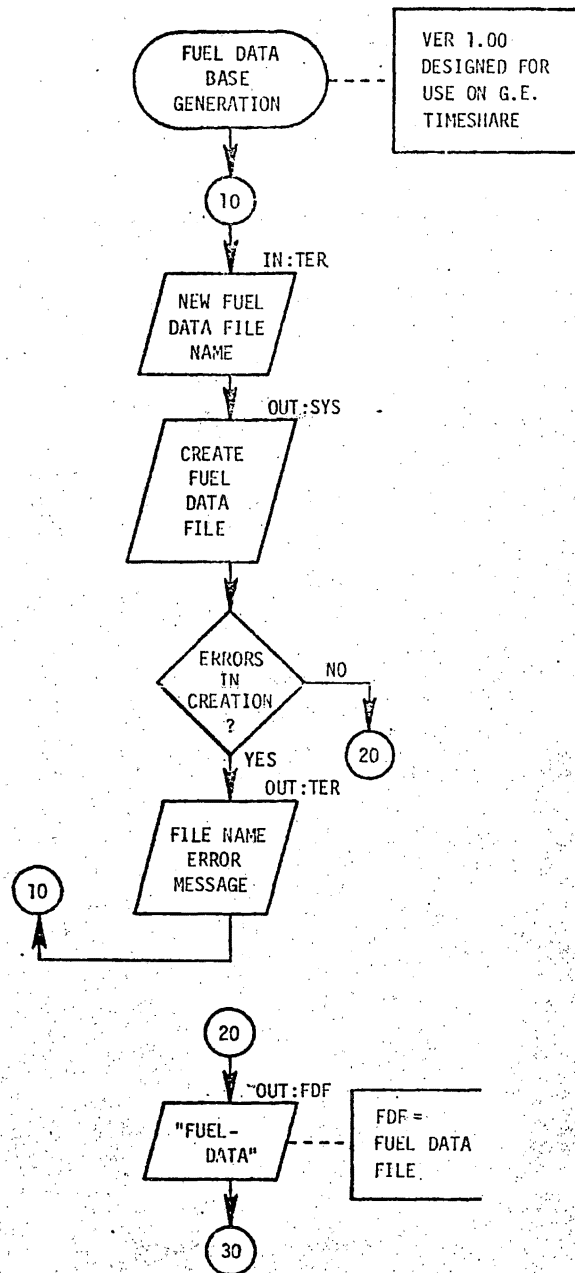 FUEL DATA
BASE
GENERATION
VER 1.00
DESIGNED FOR
USE ON G.E.
TIMESHARE
10
IN:TER
NEW FUEL
DATA FILE
NAME
OUT:SYS
CREATE
FUEL
DATA
FILE
ERRORS
IN
CREATION
?
NO
20
YES
OUT:TER
FILE NAME
ERROR
MESSAGE
10
20
OUT:FDF
"FUEL-
DATA"
FDF =
FUEL DATA
FILE
30